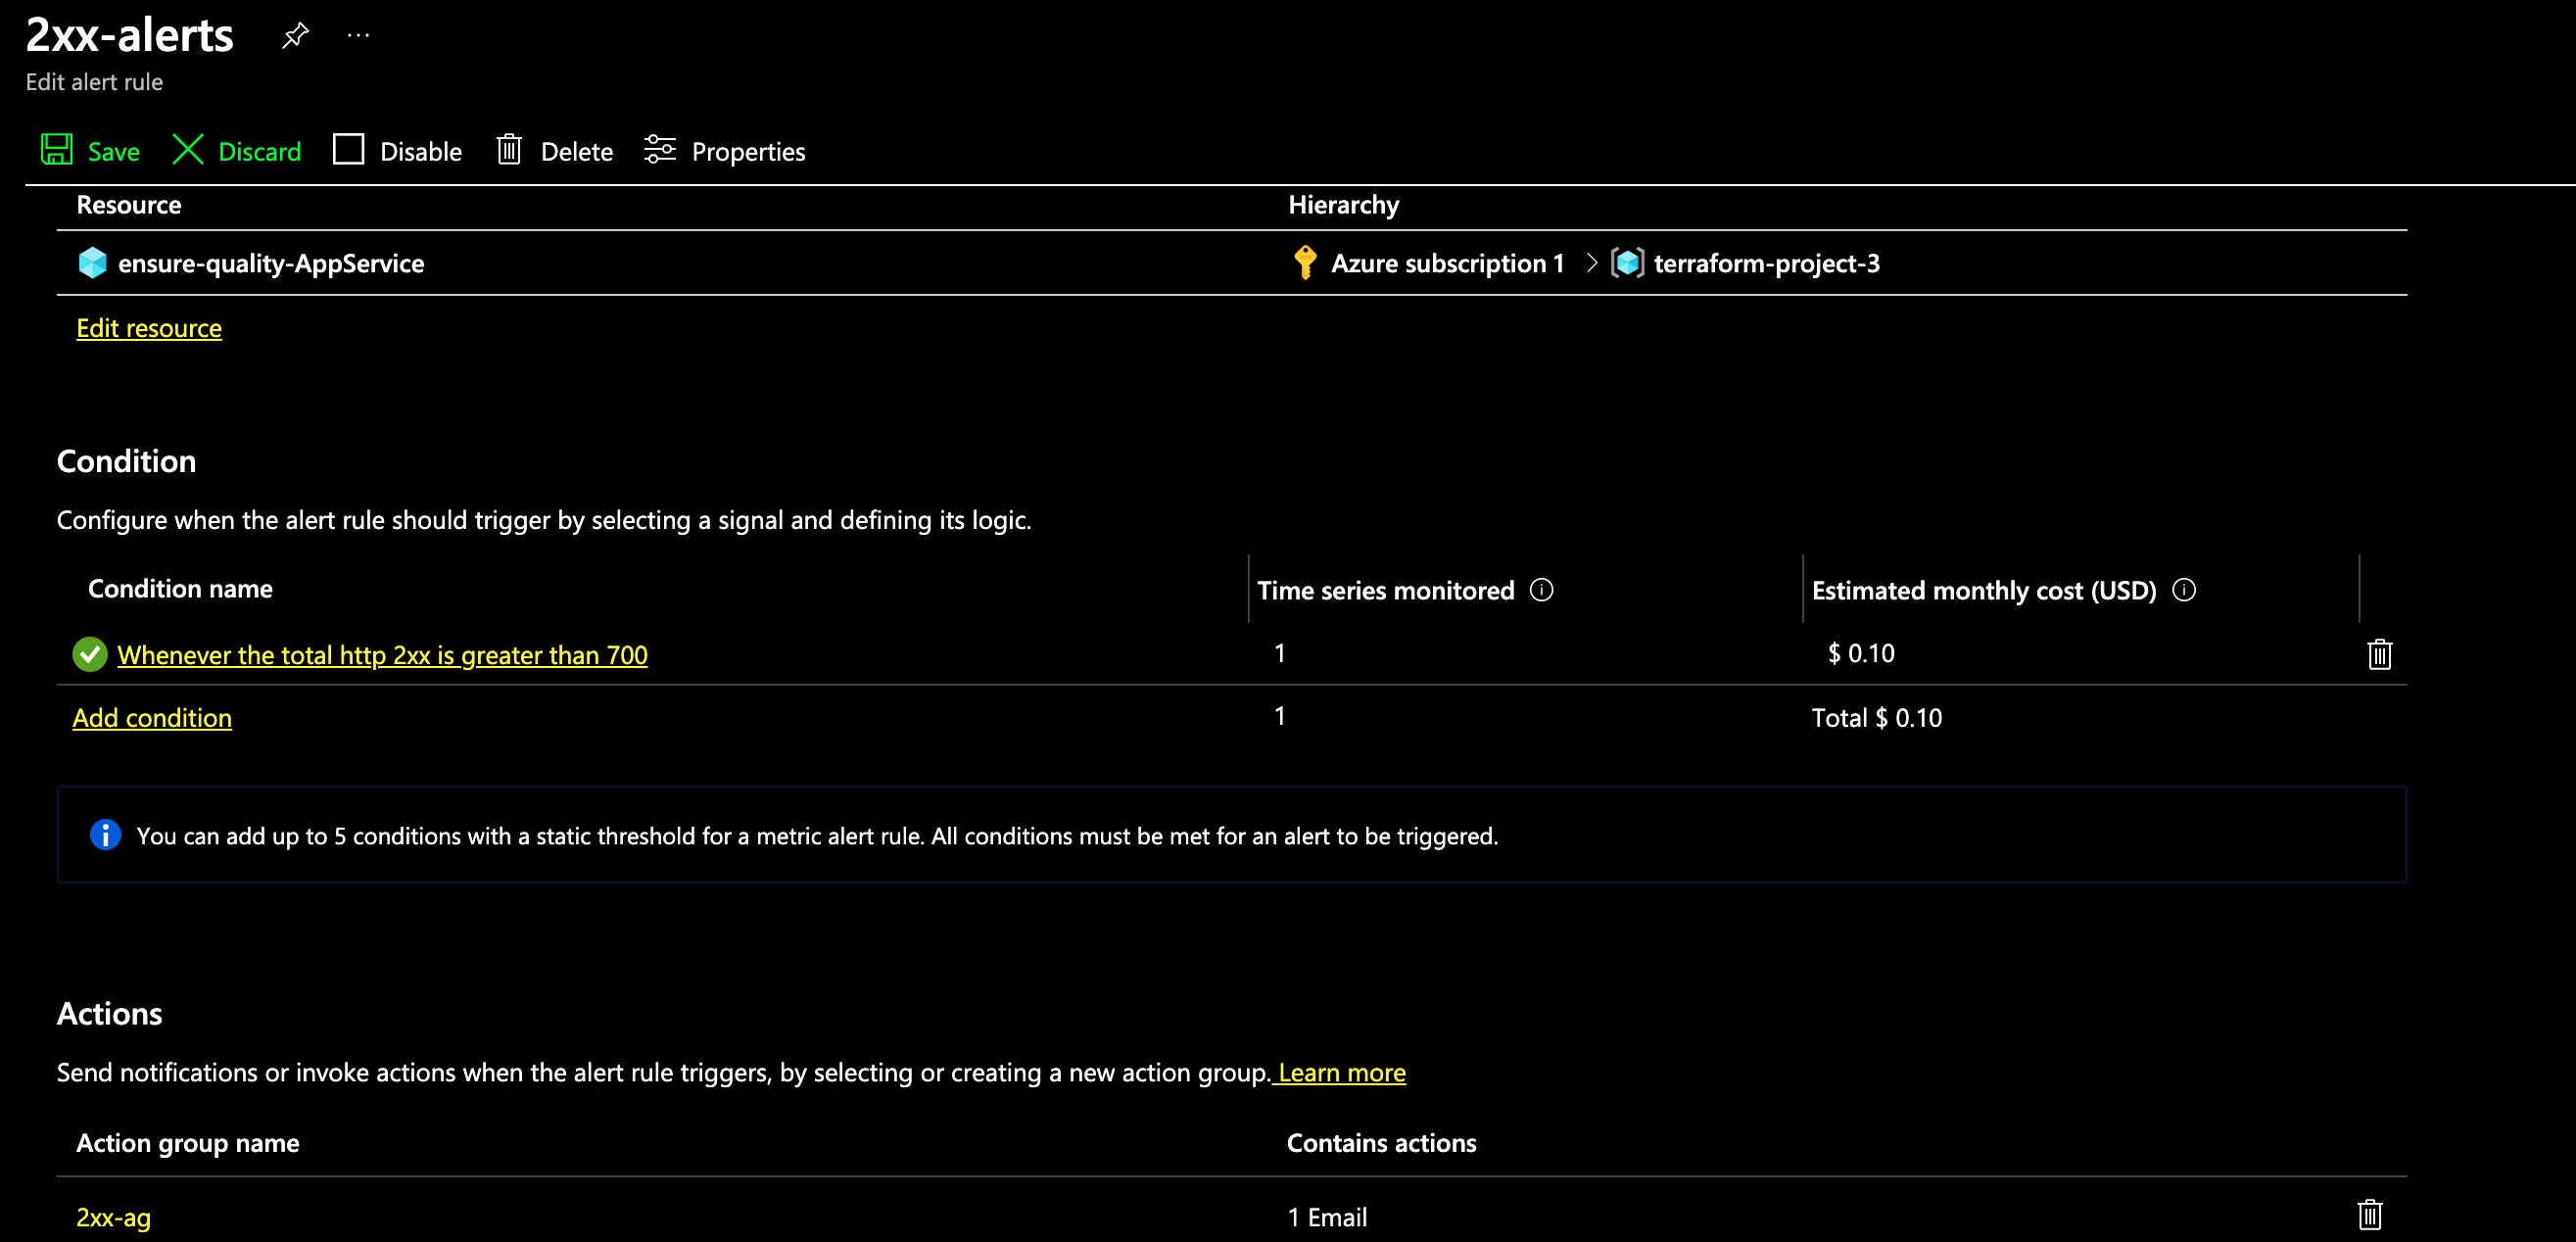 2xx-alerts
Edit alert rule
Save Discard Disable Delete Properties
Resource Hierarchy
ensure-quality-AppService Azure subscription 1 > terraform-project-3
Edit resource
Condition
Configure when the alert rule should trigger by selecting a signal and defining its logic.
Condition name Time series monitored Estimated monthly cost (USD)
Whenever the total http 2xx is greater than 700 1 $ 0.10
Add condition 1 Total $ 0.10
You can add up to 5 conditions with a static threshold for a metric alert rule. All conditions must be met for an alert to be triggered.
Actions
Send notifications or invoke actions when the alert rule triggers, by selecting or creating a new action group. Learn more
Action group name Contains actions
2xx-ag 1 Email